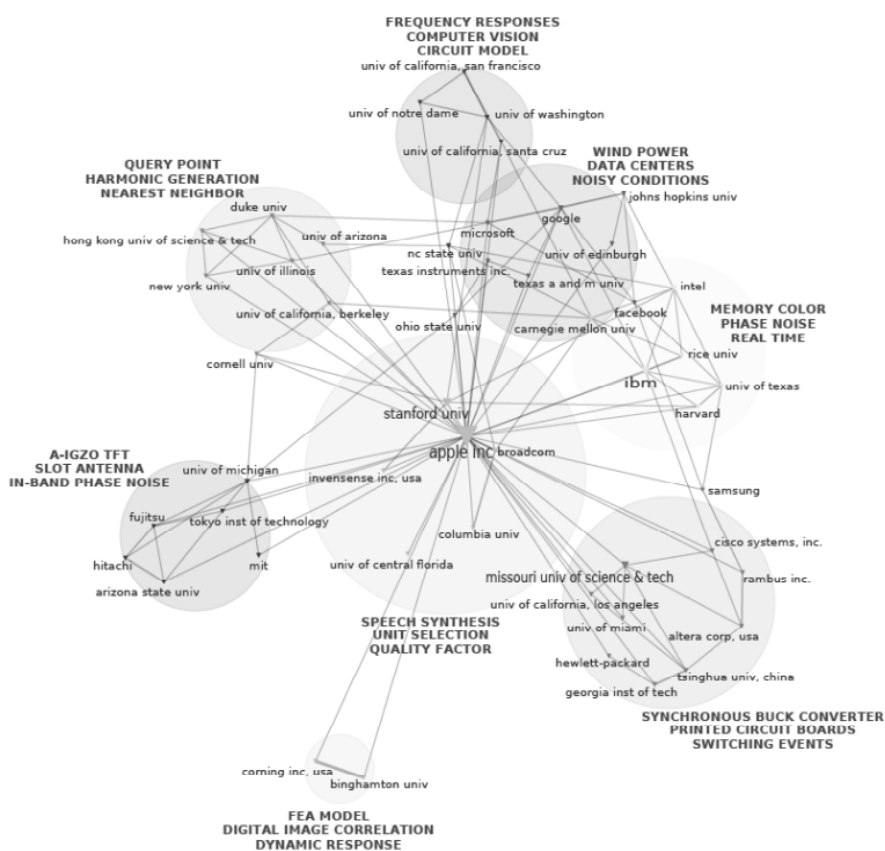 FREQUENCY RESPONSES
COMPUTER VISION
CIRCUIT MODEL
univ of california, san francisco
univ of notre dame
univ of washington
univ of california, santa cruz
WIND POWER
DATA CENTERS
NOISY CONDITIONS
QUERY POINT
HARMONIC GENERATION
NEAREST NEIGHBOR
johns hopkins univ
duke univ
google
microsoft
hong kong univ of science & tech
univ of arizona
nc state univ
univ of edinburgh
univ of illinois
texas instruments inc.
new york univ
texas a and m univ
intel
univ of california, berkeley
facebook
MEMORY COLOR
PHASE NOISE
REAL TIME
ohio state univ
carnegie mellon univ
cornell univ
rice univ
ibm
univ of texas
stanford univ
harvard
apple inc
broadcom
A-IGZO TFT
SLOT ANTENNA
IN-BAND PHASE NOISE
univ of michigan
invensense inc, usa
samsung
fujitsu
tokyo inst of technology
columbia univ
cisco systems, inc.
hitachi
mit
univ of central florida
missouri univ of science & tech
rambus inc.
arizona state univ
univ of california, los angeles
SPEECH SYNTHESIS
UNIT SELECTION
QUALITY FACTOR
univ of miami
altera corp, usa
hewlett-packard
tsinghua univ, china
georgia inst of tech
SYNCHRONOUS BUCK CONVERTER
PRINTED CIRCUIT BOARDS
SWITCHING EVENTS
corning inc, usa
binghamton univ
FEA MODEL
DIGITAL IMAGE CORRELATION
DYNAMIC RESPONSE